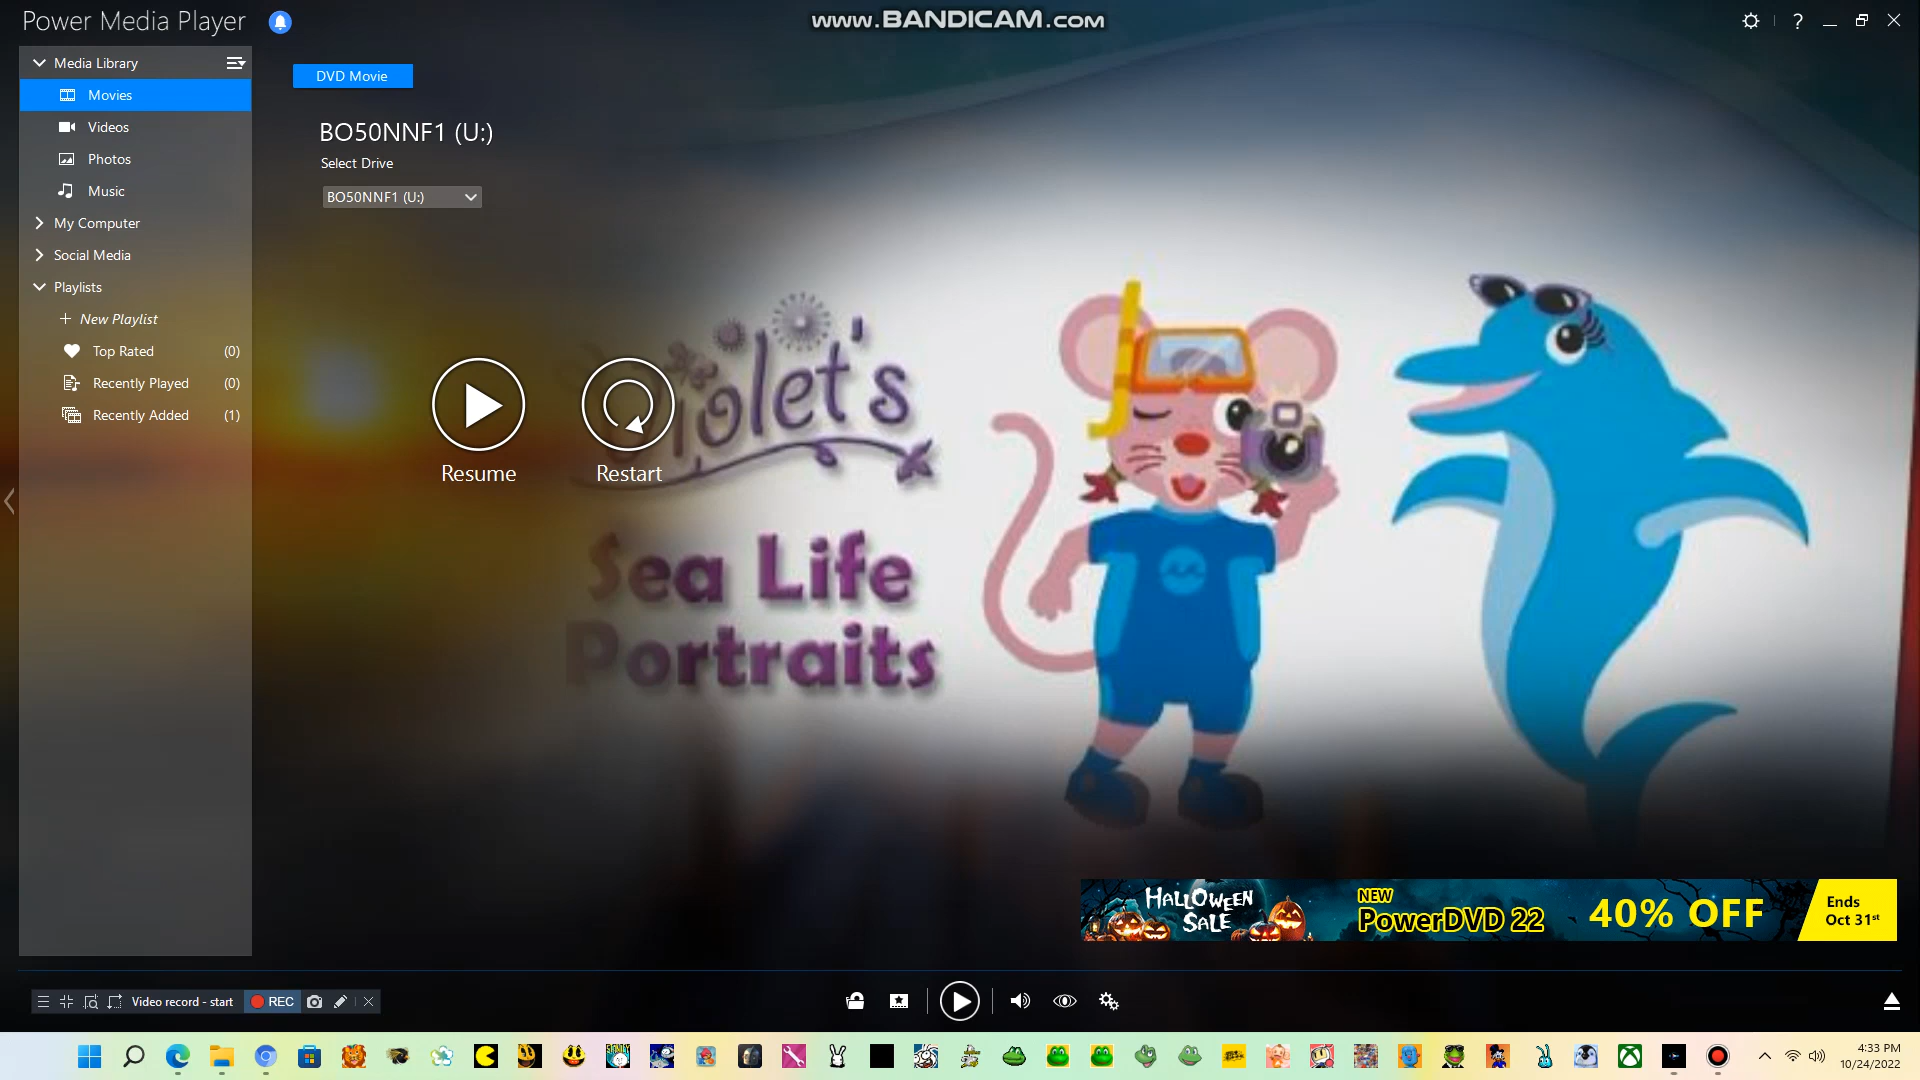 Power Media Player
www.BANDICAM.com
Media Library
Movies
Videos
Photos
Music
My Computer
Social Media
Playlists
New Playlist
Top Rated (0)
Recently Played (0)
Recently Added (1)
DVD Movie
BO50NNF1 (U:)
Select Drive
BO50NNF1 (U:)
Resume
Restart
Violet's
Sea Life
Portraits
HALLOWEEN
SALE
NEW
PowerDVD 22
40% OFF
Ends
Oct 31st
Video record - start
REC
4:33 PM
10/24/2022